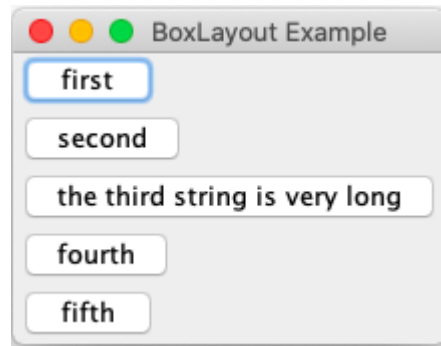 BoxLayout Example
first
second
the third string is very long
fourth
fifth